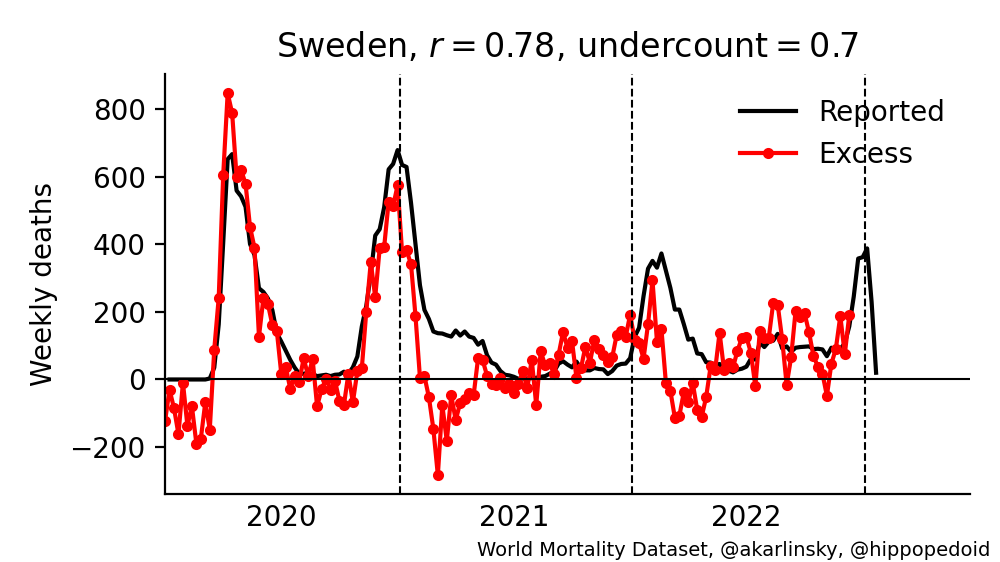 Sweden, r = 0.78, undercount = 0.7
Reported
Excess
Weekly deaths
800
600
400
200
0
−200
2020
2021
2022
World Mortality Dataset, @akarlinsky, @hippopedoid